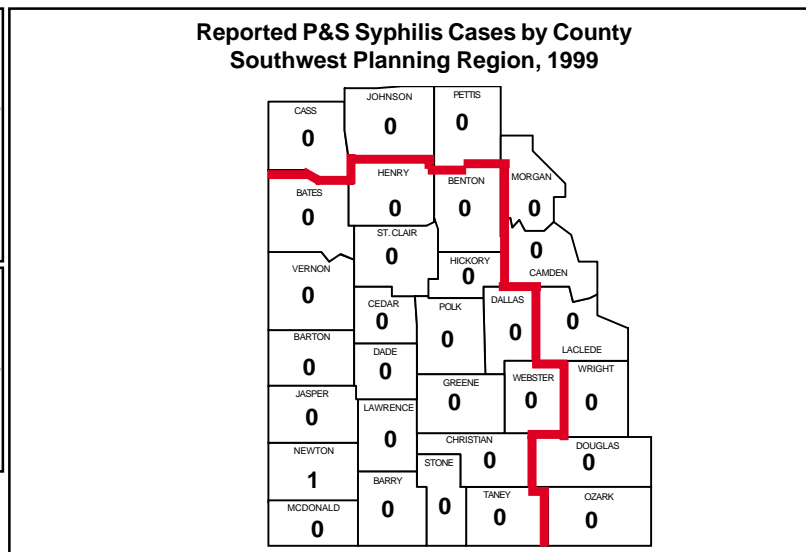 Reported P&S Syphilis Cases by County
Southwest Planning Region, 1999
CASS
0
JOHNSON
0
PETTIS
0
BATES
0
HENRY
0
BENTON
0
MORGAN
0
ST. CLAIR
0
HICKORY
0
0
CAMDEN
VERNON
0
CEDAR
0
POLK
0
DALLAS
0
0
LACLEDE
BARTON
0
DADE
0
GREENE
0
WEBSTER
0
WRIGHT
0
JASPER
0
LAWRENCE
0
CHRISTIAN
0
DOUGLAS
0
NEWTON
1
BARRY
0
STONE
0
TANEY
0
OZARK
0
MCDONALD
0